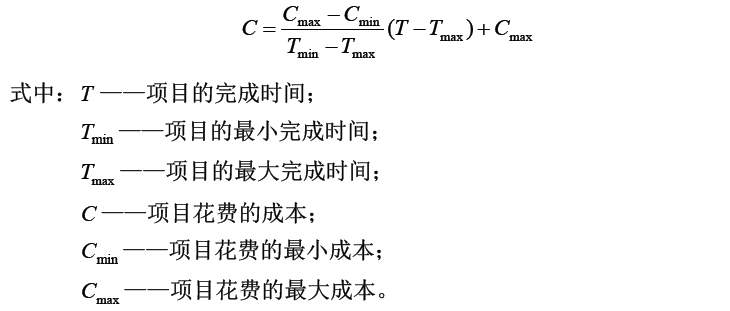 C = \frac{C_{max} - C_{min}}{T_{min} - T_{max}}(T - T_{max}) + C_{max}
式中：T ——项目的完成时间；
T_{min} ——项目的最小完成时间；
T_{max} ——项目的最大完成时间；
C ——项目花费的成本；
C_{min} ——项目花费的最小成本；
C_{max} ——项目花费的最大成本。